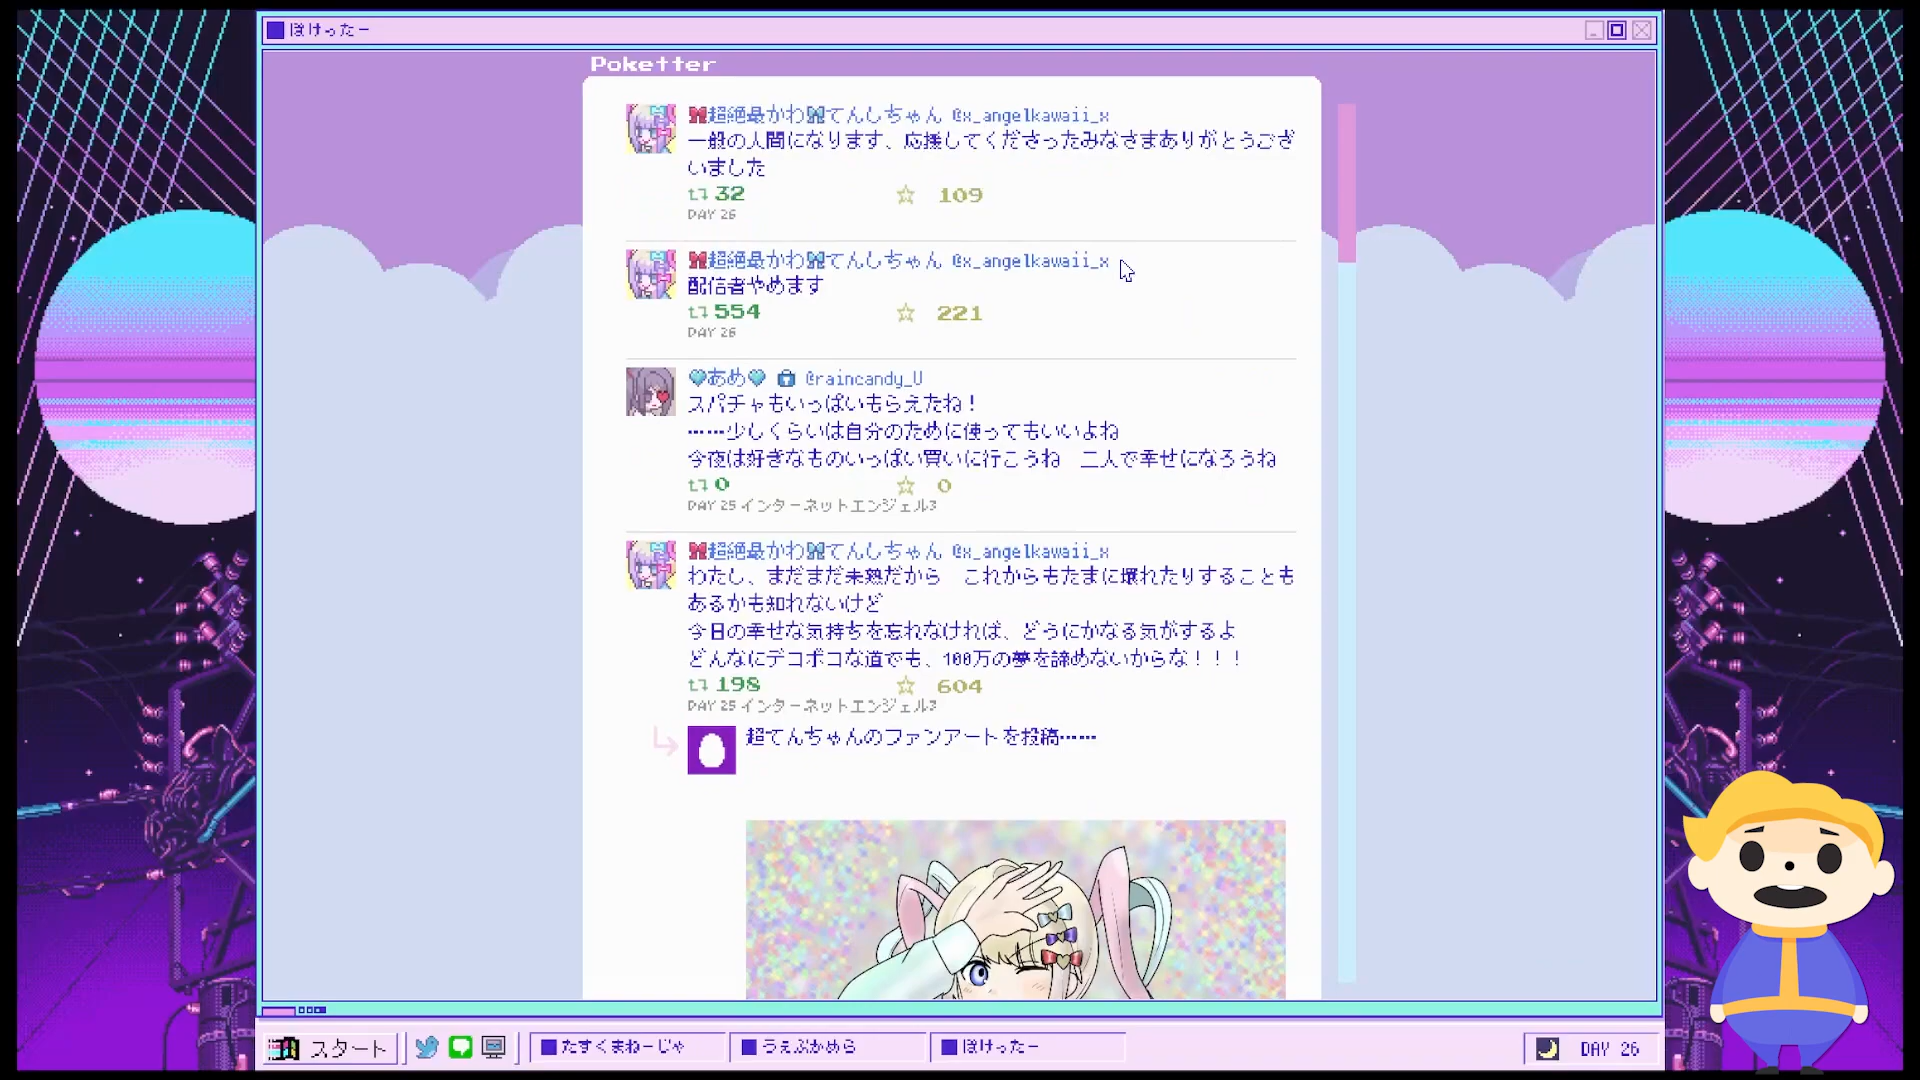 ぽけったー
Poketter
超絶最かわてんしちゃん @x_angelkawaii_x
一般の人間になります、応援してくださったみなさまありがとうござ
いました
32 109
DAY 26
超絶最かわてんしちゃん @x_angelkawaii_x
配信者やめます
554 221
DAY 26
あめ @raincandy_U
スパチャもいっぱいもらえたね！
……少しくらいは自分のために使ってもいいよね
今夜は好きなものいっぱい買いに行こうね　二人で幸せになろうね
0 0
DAY 25 インターネットエンジェル3
超絶最かわてんしちゃん @x_angelkawaii_x
わたし、まだまだ未熟だから　これからもたまに壊れたりすることも
あるかも知れないけど
今日の幸せな気持ちを忘れなければ、どうにかなる気がするよ
どんなにデコボコな道でも、100万の夢を諦めないからな！！！
198 604
DAY 25 インターネットエンジェル3
超てんちゃんのファンアートを投稿……
スタート たすくまねーじゃ うぇぶかめら ぽけったー DAY 26